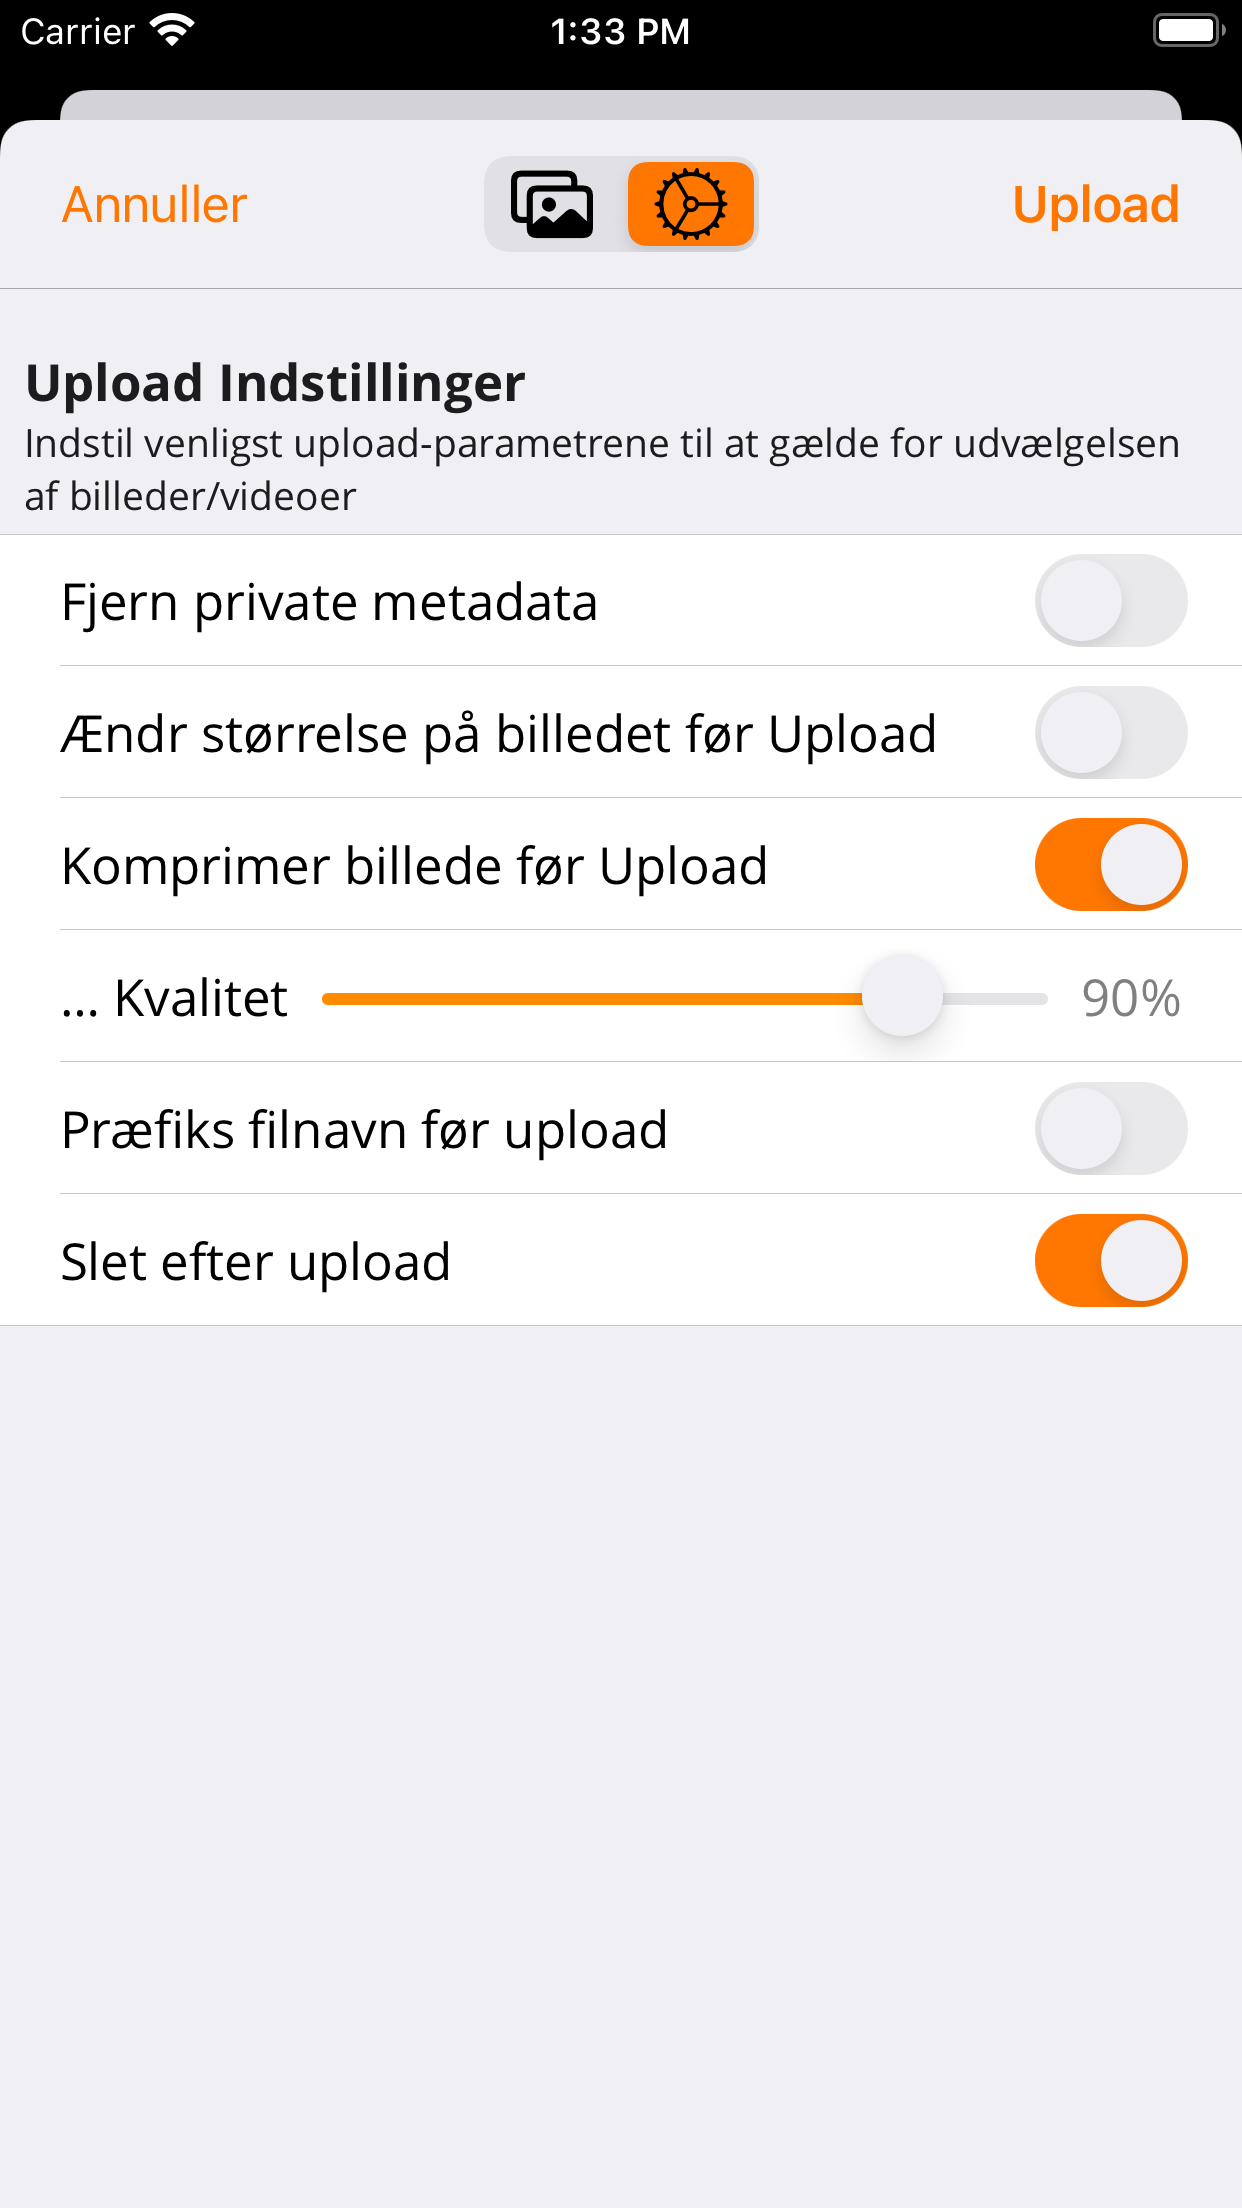 Carrier
1:33 PM
Annuller
Upload
Upload Indstillinger
Indstil venligst upload-parametrene til at gælde for udvælgelsen
af billeder/videoer
Fjern private metadata
Ændr størrelse på billedet før Upload
Komprimer billede før Upload
... Kvalitet
90%
Præfiks filnavn før upload
Slet efter upload